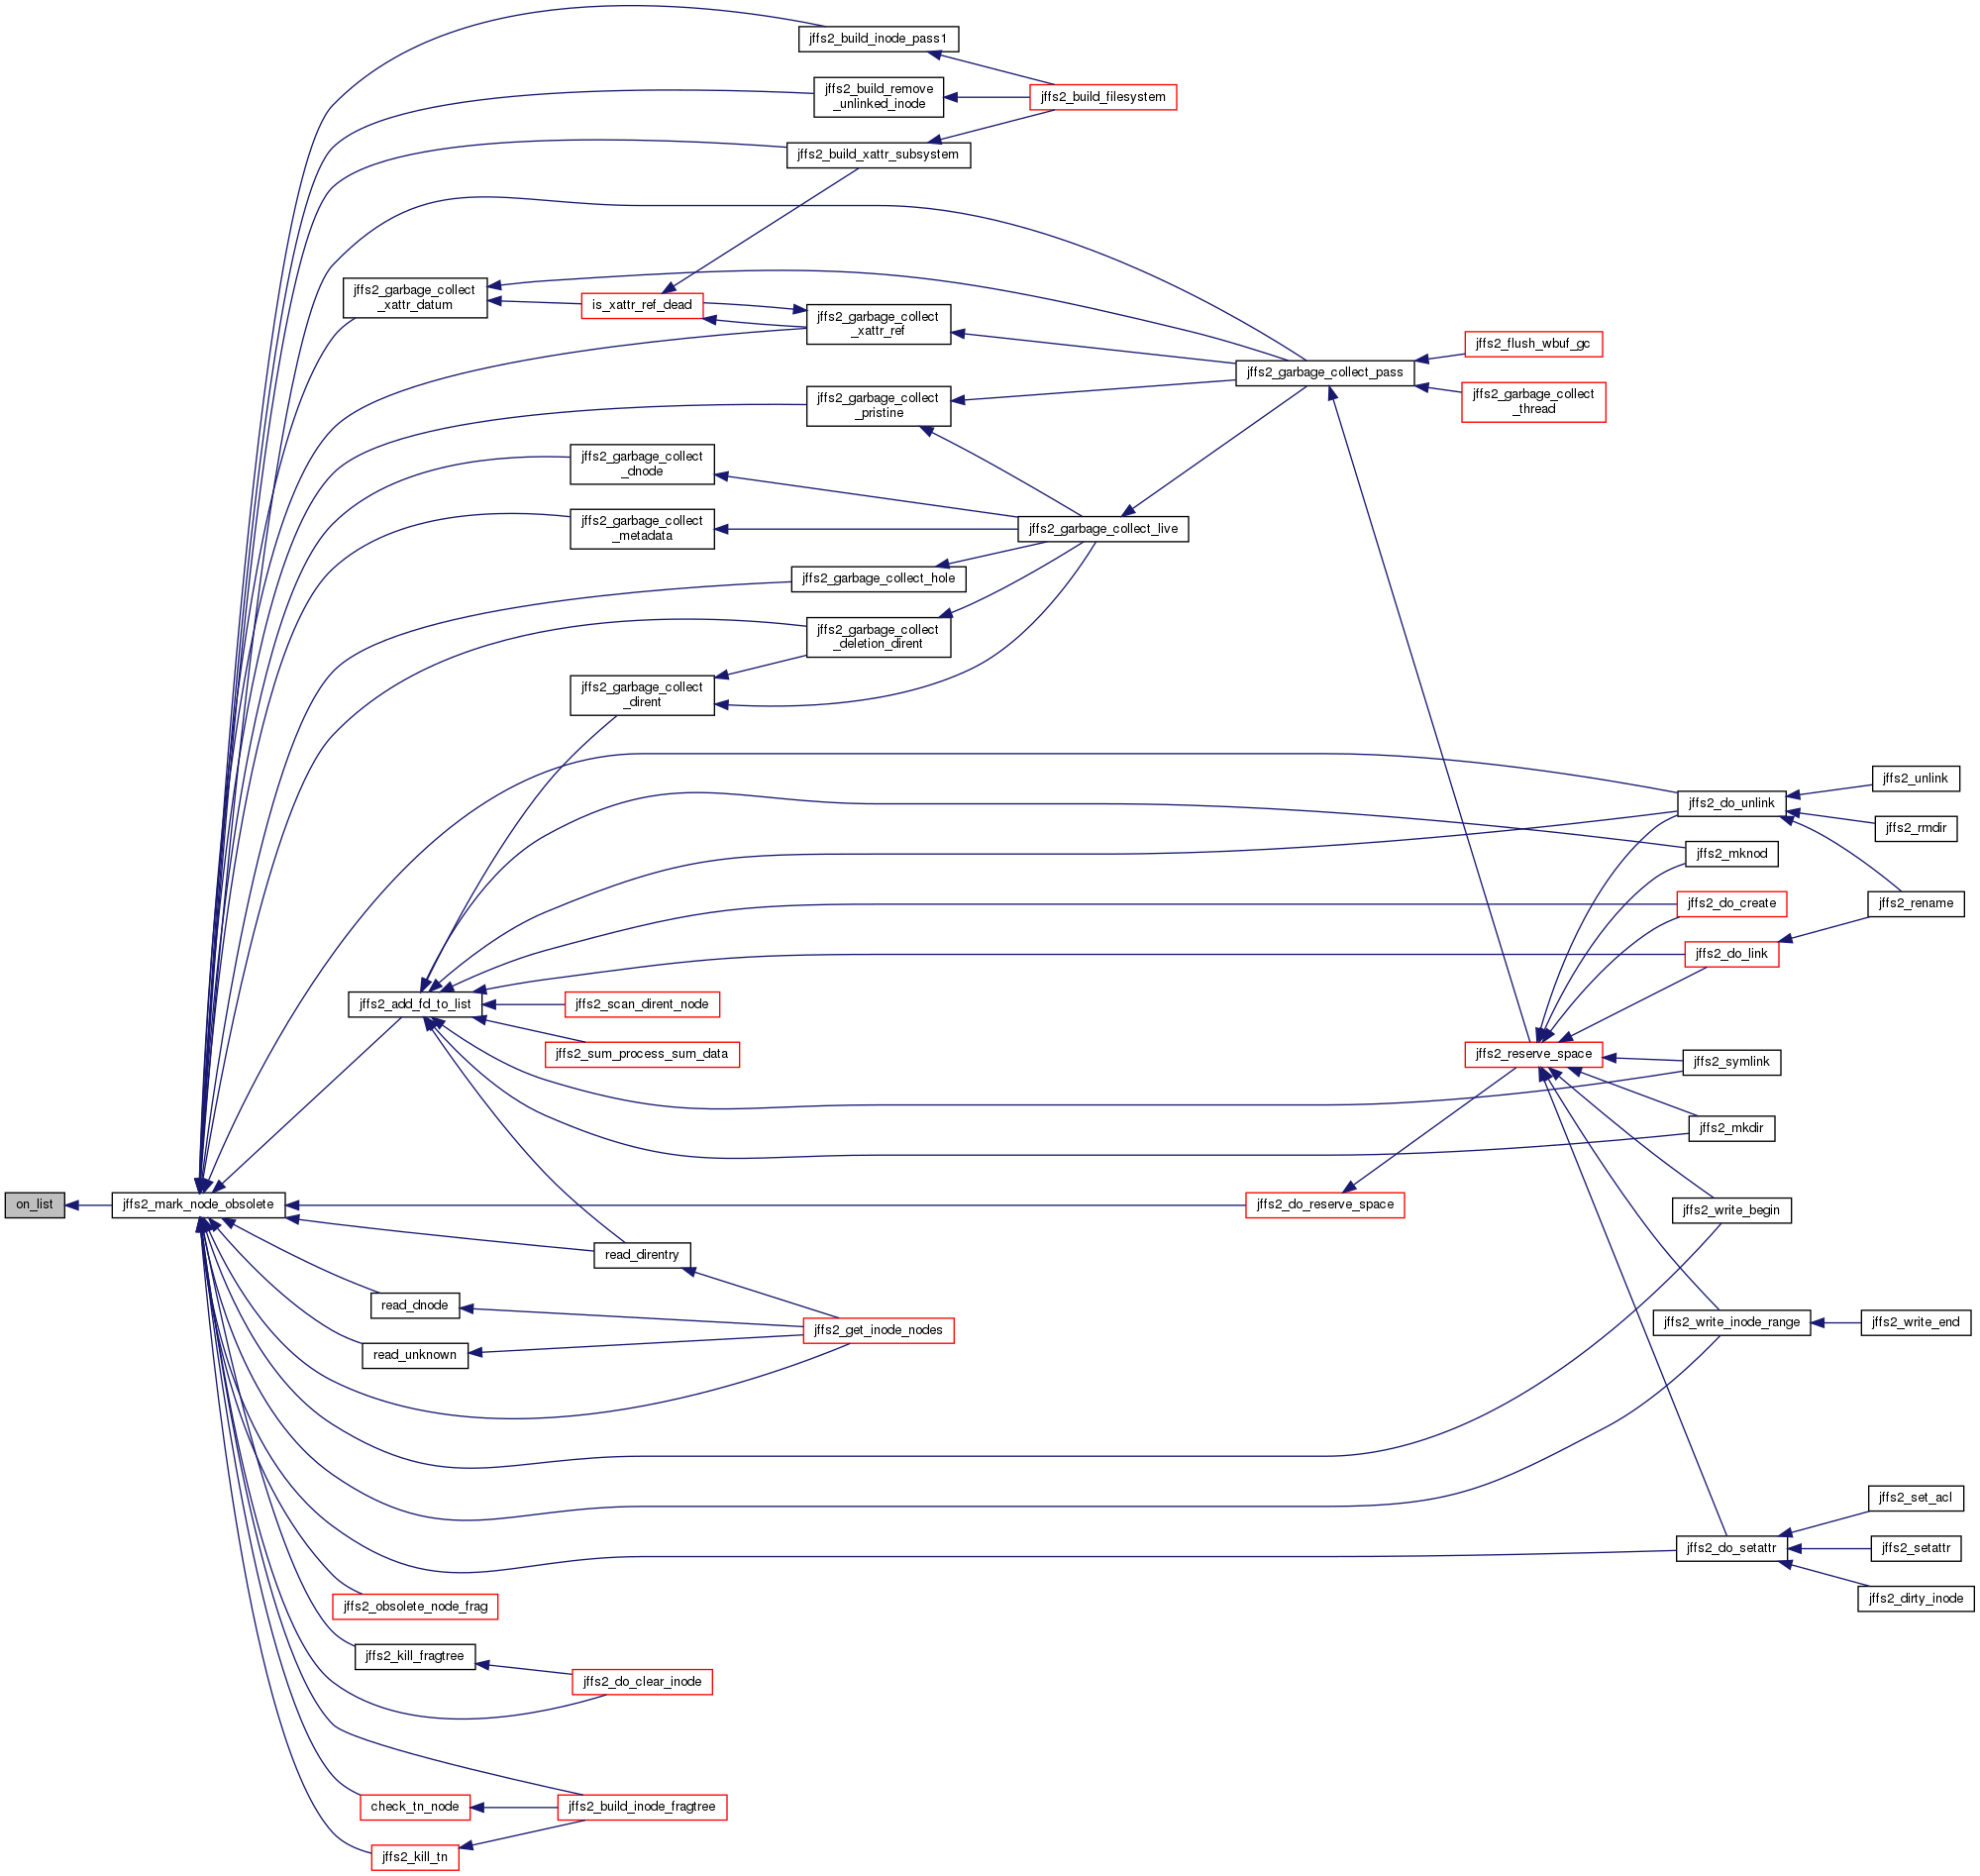 jffs2_build_inode_pass1
jffs2_build_remove
_unlinked_inode
jffs2_build_filesystem
jffs2_build_xattr_subsystem
jffs2_garbage_collect
_xattr_datum
is_xattr_ref_dead
jffs2_garbage_collect
_xattr_ref
jffs2_garbage_collect_pass
jffs2_flush_wbuf_gc
jffs2_garbage_collect
_thread
jffs2_garbage_collect
_pristine
jffs2_garbage_collect
_dnode
jffs2_garbage_collect
_metadata
jffs2_garbage_collect_live
jffs2_garbage_collect_hole
jffs2_garbage_collect
_deletion_dirent
jffs2_garbage_collect
_dirent
jffs2_unlink
jffs2_do_unlink
jffs2_rmdir
jffs2_mknod
jffs2_do_create
jffs2_rename
jffs2_do_link
jffs2_add_fd_to_list
jffs2_scan_dirent_node
jffs2_sum_process_sum_data
jffs2_reserve_space
jffs2_symlink
jffs2_mkdir
on_list
jffs2_mark_node_obsolete
jffs2_do_reserve_space
jffs2_write_begin
read_direntry
read_dnode
jffs2_get_inode_nodes
jffs2_write_inode_range
jffs2_write_end
read_unknown
jffs2_set_acl
jffs2_do_setattr
jffs2_setattr
jffs2_dirty_inode
jffs2_obsolete_node_frag
jffs2_kill_fragtree
jffs2_do_clear_inode
check_tn_node
jffs2_build_inode_fragtree
jffs2_kill_tn